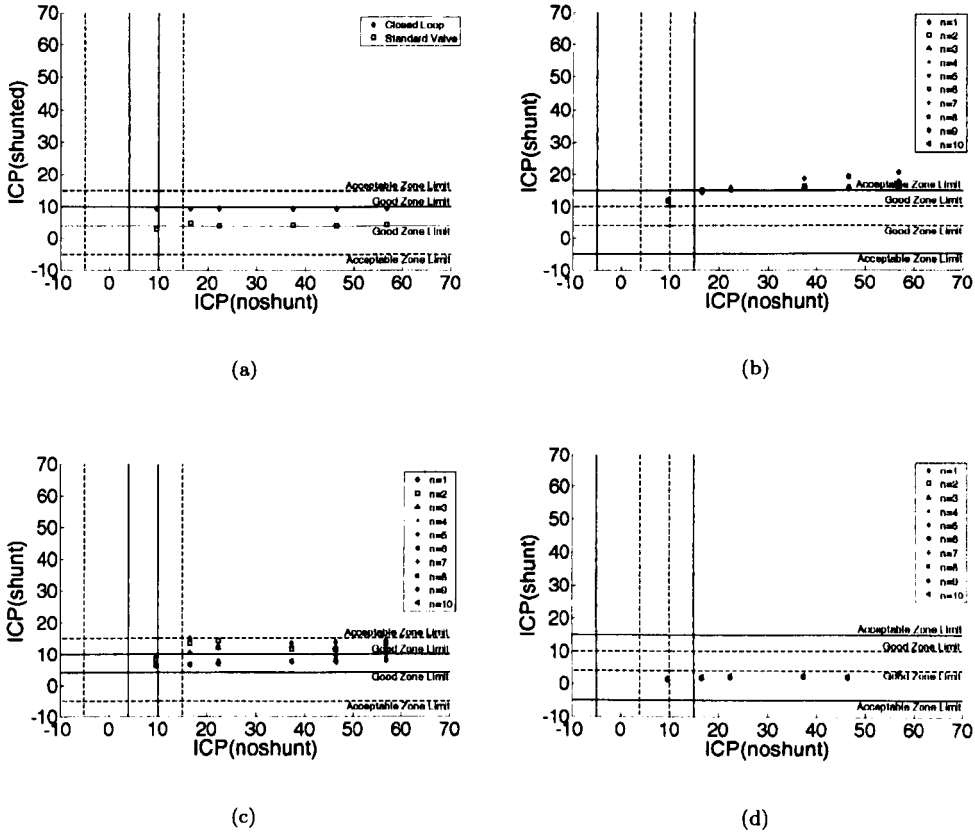 70
60
50
40
30
20
10
0
-10
ICP(shunted)
Closed Loop
Standard Valve
Acceptable Zone Limit
Good Zone Limit
Good Zone Limit
Acceptable Zone Limit
-10 0 10 20 30 40 50 60 70
ICP(noshunt)
(a)
70
60
50
40
30
20
10
0
-10
ICP(shunt)
n=1
n=2
n=3
n=4
n=5
n=6
n=7
n=8
n=9
n=10
Acceptable Zone Limit
Good Zone Limit
Good Zone Limit
Acceptable Zone Limit
-10 0 10 20 30 40 50 60 70
ICP(noshunt)
(b)
70
60
50
40
30
20
10
0
-10
ICP(shunt)
n=1
n=2
n=3
n=4
n=5
n=6
n=7
n=8
n=9
n=10
Acceptable Zone Limit
Good Zone Limit
Good Zone Limit
Acceptable Zone Limit
-10 0 10 20 30 40 50 60 70
ICP(noshunt)
(c)
70
60
50
40
30
20
10
0
-10
ICP(shunt)
n=1
n=2
n=3
n=4
n=5
n=6
n=7
n=8
n=9
n=10
Acceptable Zone Limit
Good Zone Limit
Good Zone Limit
Acceptable Zone Limit
-10 0 10 20 30 40 50 60 70
ICP(noshunt)
(d)